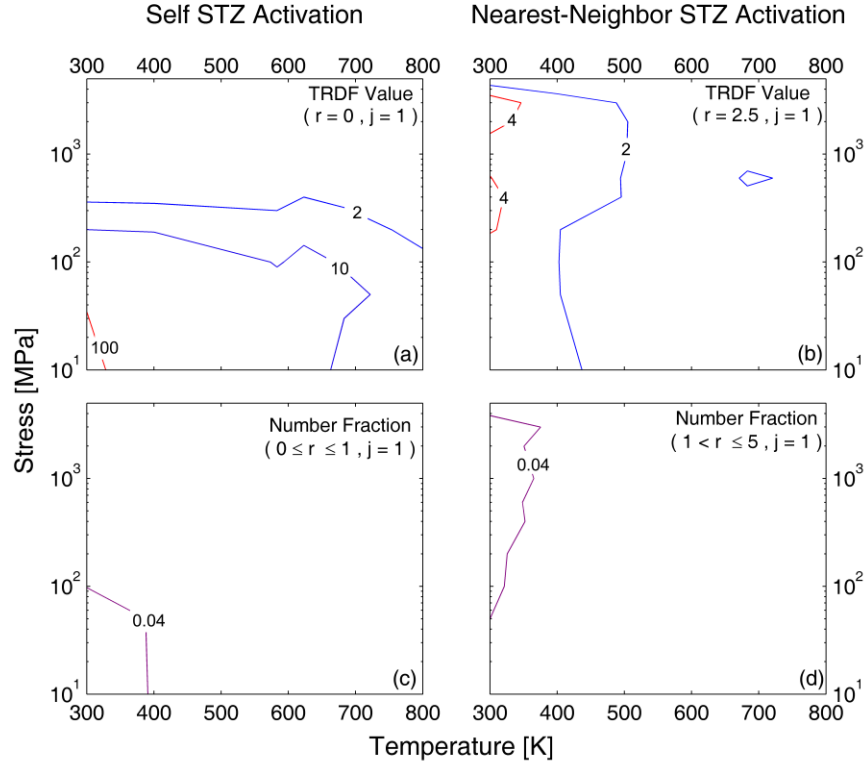 Self STZ Activation
Nearest-Neighbor STZ Activation
300 400 500 600 700 800
300 400 500 600 700 800
TRDF Value
( r = 0 , j = 1 )
2
10
100
(a)
TRDF Value
( r = 2.5 , j = 1 )
4
4
2
(b)
10³
10²
10¹
10³
10²
10¹
Stress [MPa]
Number Fraction
( 0 ≤ r ≤ 1 , j = 1 )
0.04
(c)
Number Fraction
( 1 < r ≤ 5 , j = 1 )
0.04
(d)
10³
10²
10¹
10³
10²
10¹
300 400 500 600 700 800
300 400 500 600 700 800
Temperature [K]